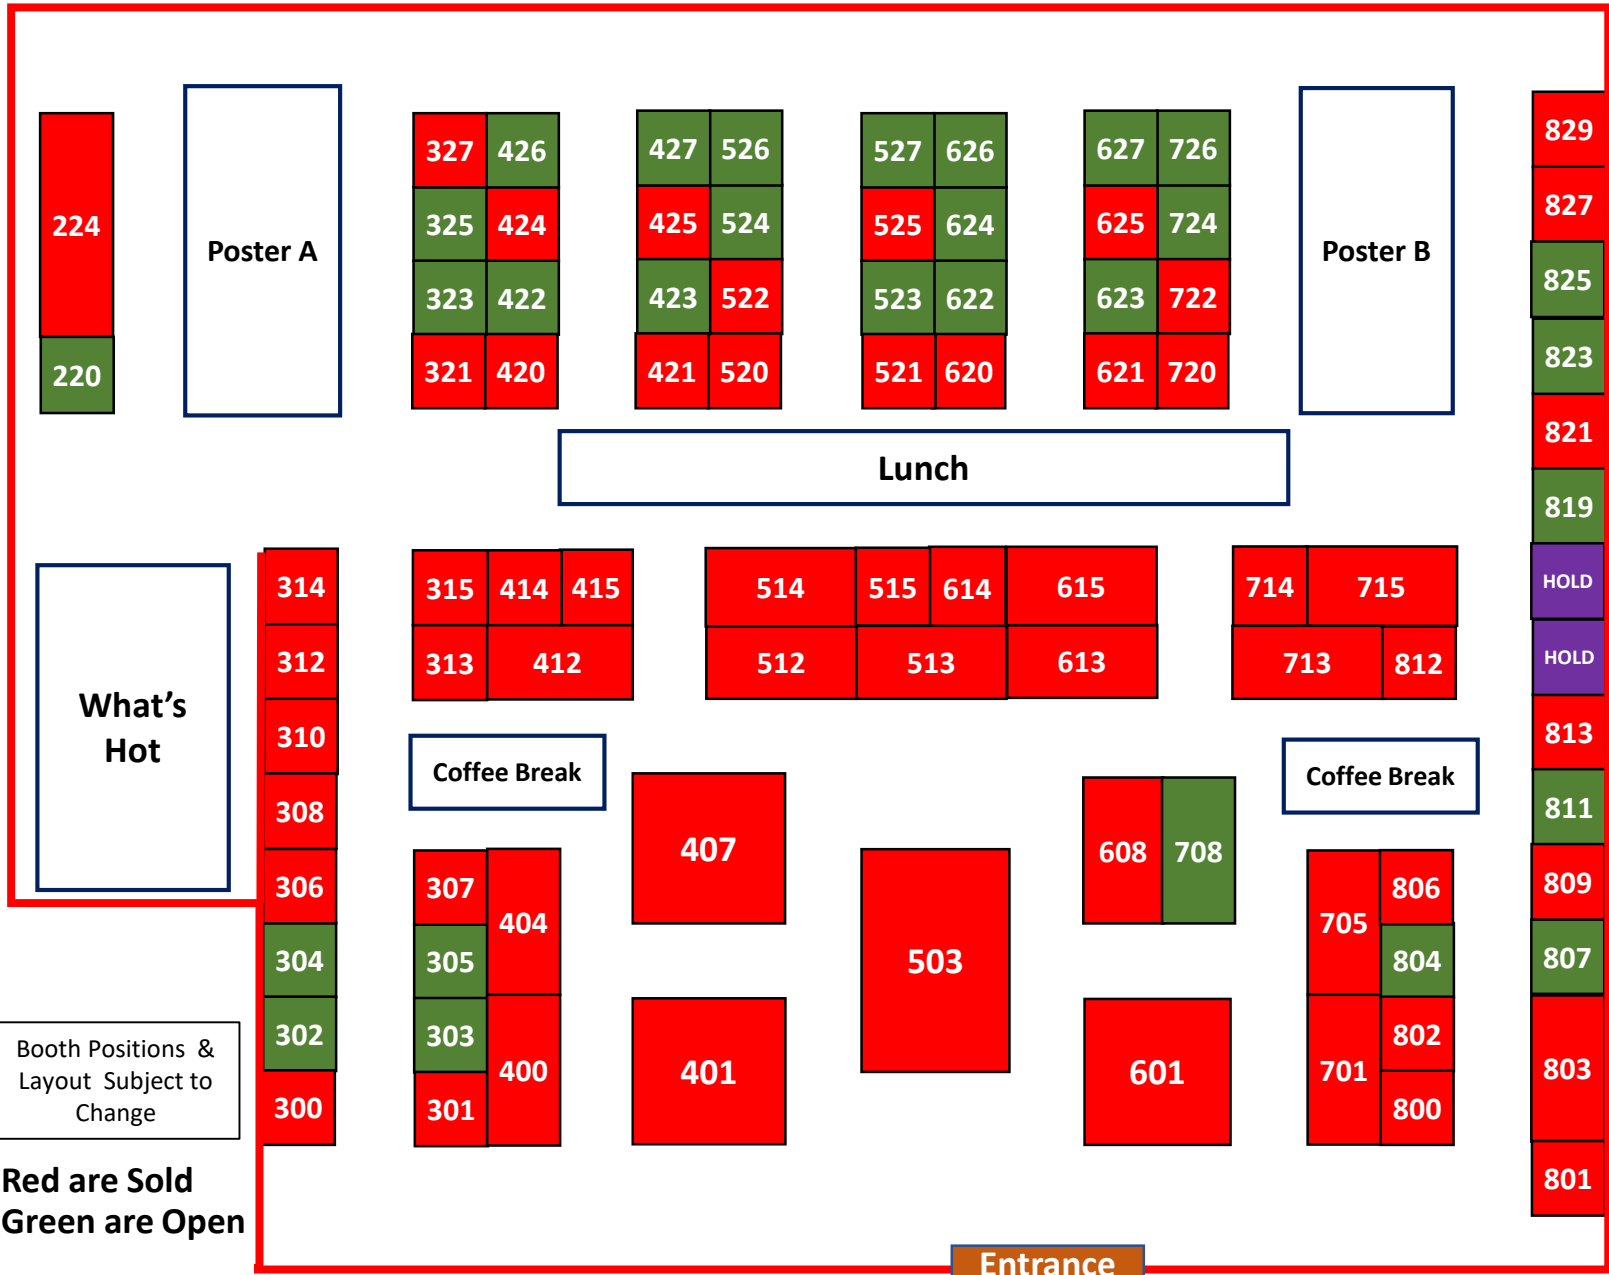 829
327 426 427 526 527 626 627 726
827
224 325 424 425 524 525 624 625 724
Poster A
Poster B
825
323 422 423 522 523 622 623 722
823
220 321 420 421 520 521 620 621 720
821
Lunch
819
314 315 414 415 514 515 614 615 714 715
HOLD
312 313 412 512 513 613 713 812
HOLD
What's
Hot
310
813
Coffee Break
Coffee Break
308
811
407
608 708
306 307
806 809
404
705
304 305
503
804 807
302 303
802
400
401
601
701
803
300 301
800
801
Booth Positions &
Layout Subject to
Change
Red are Sold
Green are Open
Entrance